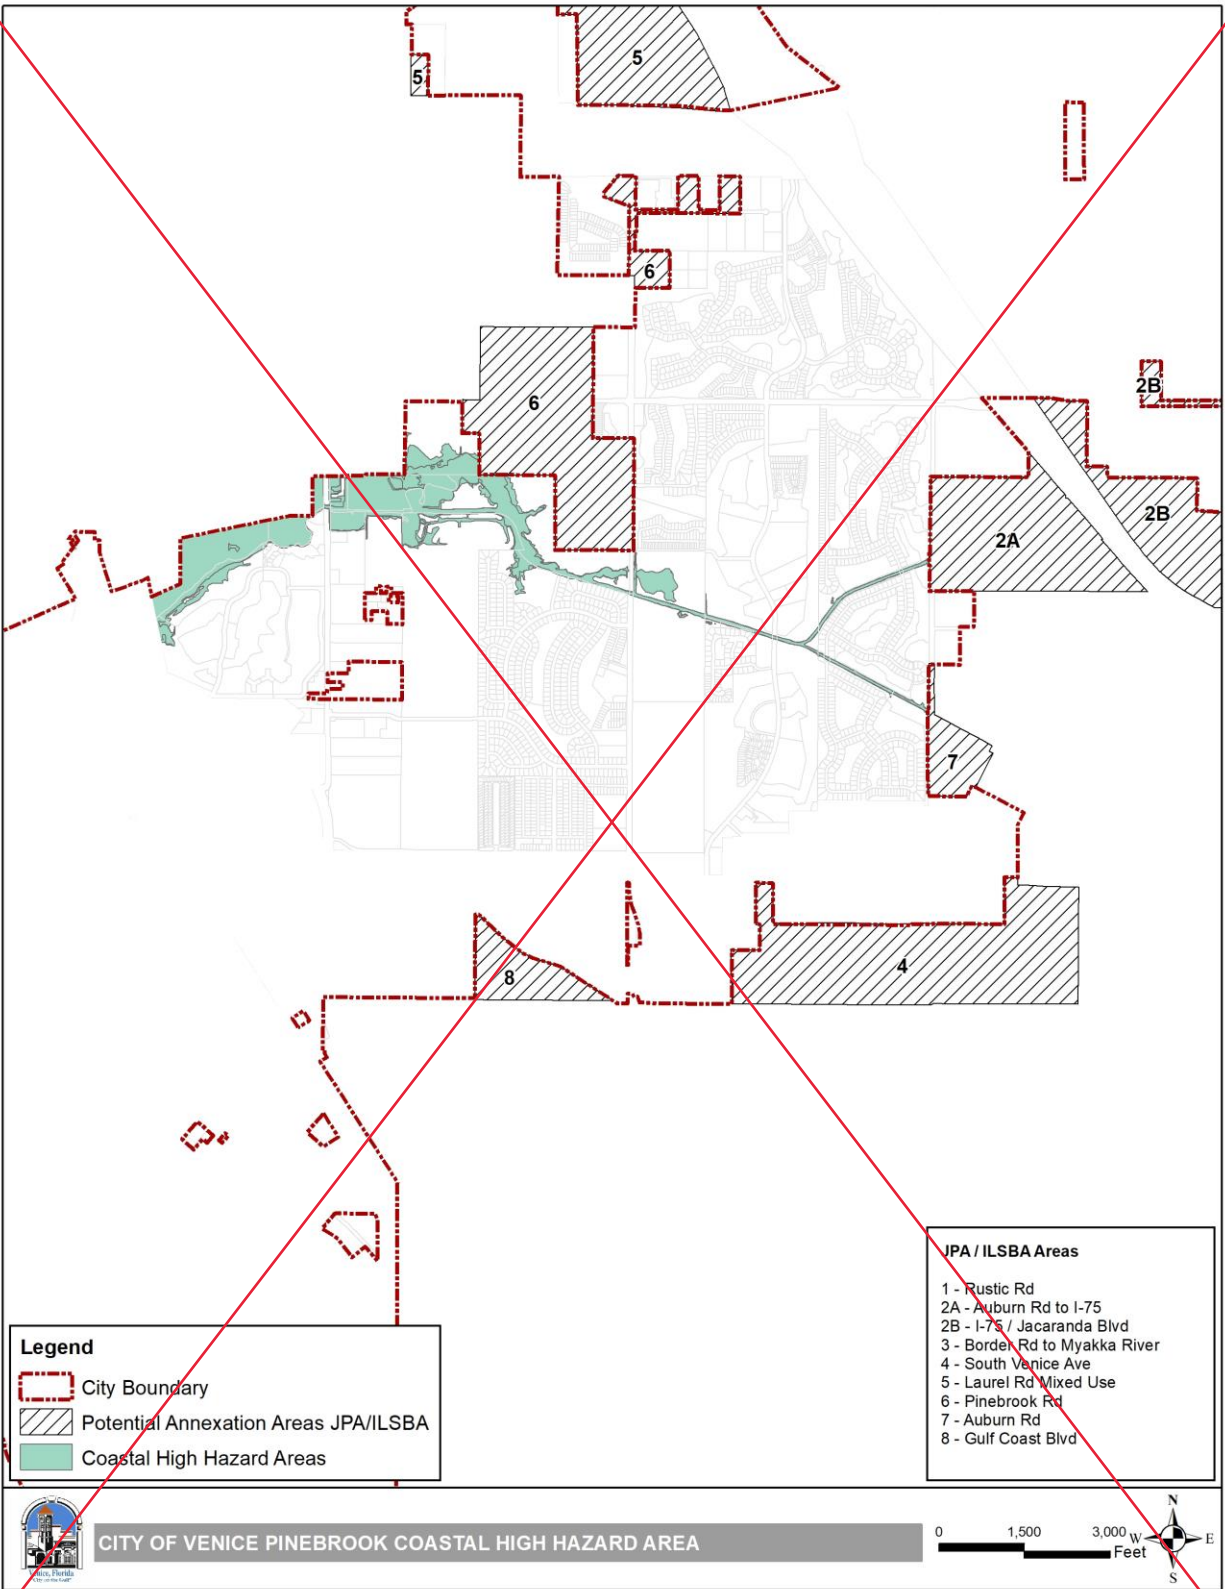 5
5
6
2B
6
2B
2A
7
4
8
JPA / ILSBA Areas
1 - Rustic Rd
2A - Auburn Rd to I-75
2B - I-75 / Jacaranda Blvd
3 - Border Rd to Myakka River
4 - South Venice Ave
5 - Laurel Rd Mixed Use
6 - Pinebrook Rd
7 - Auburn Rd
8 - Gulf Coast Blvd
Legend
City Boundary
Potential Annexation Areas JPA/ILSBA
Coastal High Hazard Areas
Venice, Florida
CITY OF VENICE PINEBROOK COASTAL HIGH HAZARD AREA
0 1,500 3,000
Feet
N
W E
S